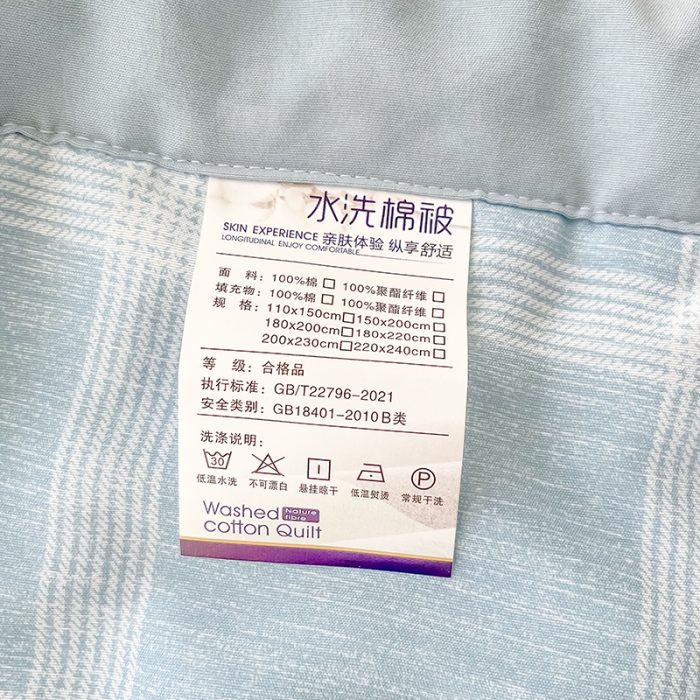 水洗棉被
SKIN EXPERIENCE 亲肤体验 纵享舒适
LONGITUDINAL ENJOY COMFORTABLE
面 料：100%棉 □ 100%聚酯纤维 □
填充物：100%棉 □ 100%聚酯纤维 □
规 格：110x150cm□150x200cm□
180x200cm□180x220cm□
200x230cm□220x240cm□
等 级：合格品
执行标准：GB/T22796-2021
安全类别：GB18401-2010B类
洗涤说明：
30 P
低温水洗 不可漂白 悬挂晾干 低温熨烫 常规干洗
Washed Nature fibre
cotton Quilt